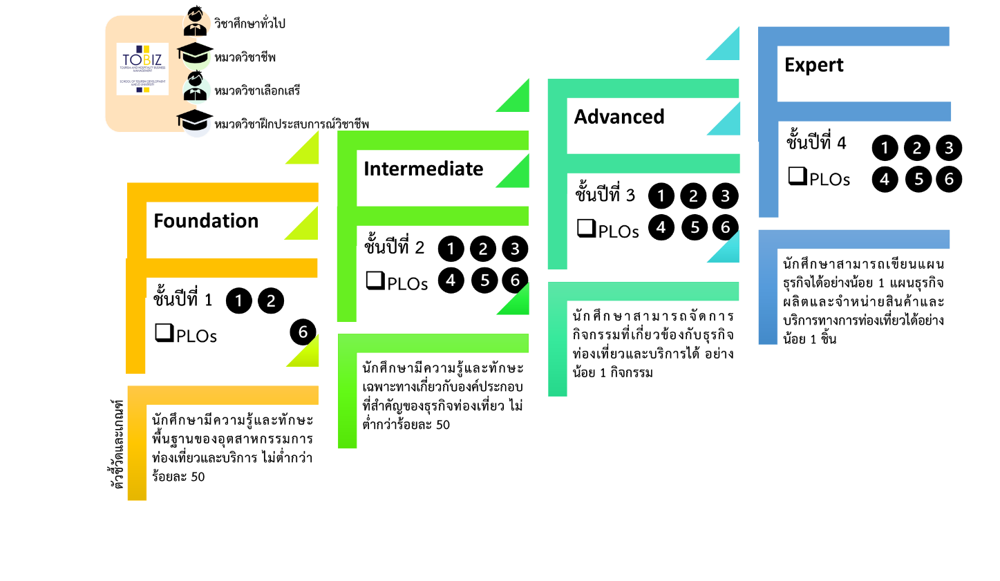 วิชาศึกษาทั่วไป
หมวดวิชาชีพ
หมวดวิชาเลือกเสรี
หมวดวิชาฝึกประสบการณ์วิชาชีพ
TOBIZ
TOURISM AND HOSPITALITY BUSINESS
MANAGEMENT
SCHOOL OF TOURISM DEVELOPMENT
MAEJO UNIVERSITY
Foundation
ชั้นปีที่ 1 1 2
❑PLOs 6
ตัวชี้วัดและเกณฑ์
นักศึกษามีความรู้และทักษะ
พื้นฐานของอุตสาหกรรมการ
ท่องเที่ยวและบริการ ไม่ต่ำกว่า
ร้อยละ 50
Intermediate
ชั้นปีที่ 2 1 2 3
❑PLOs 4 5 6
นักศึกษามีความรู้และทักษะ
เฉพาะทางเกี่ยวกับองค์ประกอบ
ที่สำคัญของธุรกิจท่องเที่ยว ไม่
ต่ำกว่าร้อยละ 50
Advanced
ชั้นปีที่ 3 1 2 3
❑PLOs 4 5 6
นักศึกษาสามารถจัดการ
กิจกรรมที่เกี่ยวข้องกับธุรกิจ
ท่องเที่ยวและบริการได้ อย่าง
น้อย 1 กิจกรรม
Expert
ชั้นปีที่ 4 1 2 3
❑PLOs 4 5 6
นักศึกษาสามารถเขียนแผน
ธุรกิจได้อย่างน้อย 1 แผนธุรกิจ
ผลิตและจำหน่ายสินค้าและ
บริการทางการท่องเที่ยวได้อย่าง
น้อย 1 ชิ้น